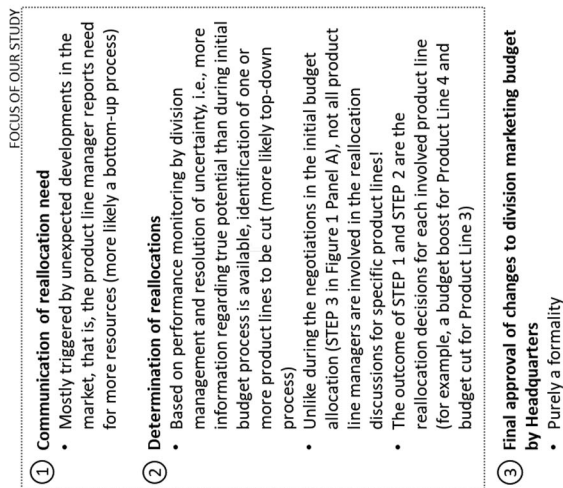 FOCUS OF OUR STUDY
① Communication of reallocation need
• Mostly triggered by unexpected developments in the
market, that is, the product line manager reports need
for more resources (more likely a bottom-up process)
② Determination of reallocations
• Based on performance monitoring by division
management and resolution of uncertainty, i.e., more
information regarding true potential than during initial
budget process is available, identification of one or
more product lines to be cut (more likely top-down
process)
• Unlike during the negotiations in the initial budget
allocation (STEP 3 in Figure 1 Panel A), not all product
line managers are involved in the reallocation
discussions for specific product lines!
• The outcome of STEP 1 and STEP 2 are the
reallocation decisions for each involved product line
(for example, a budget boost for Product Line 4 and
budget cut for Product Line 3)
③ Final approval of changes to division marketing budget
by Headquarters
• Purely a formality